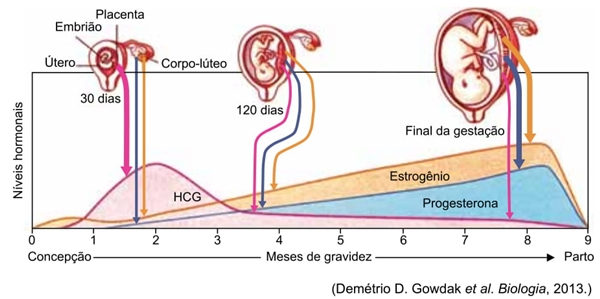 Placenta
Embrião
Útero
Corpo-lúteo
30 dias
120 dias
Final da gestação
Níveis hormonais
HCG
Estrogênio
Progesterona
0 1 2 3 4 5 6 7 8 9
Concepção Meses de gravidez Parto
(Demétrio D. Gowdak et al. Biologia, 2013.)